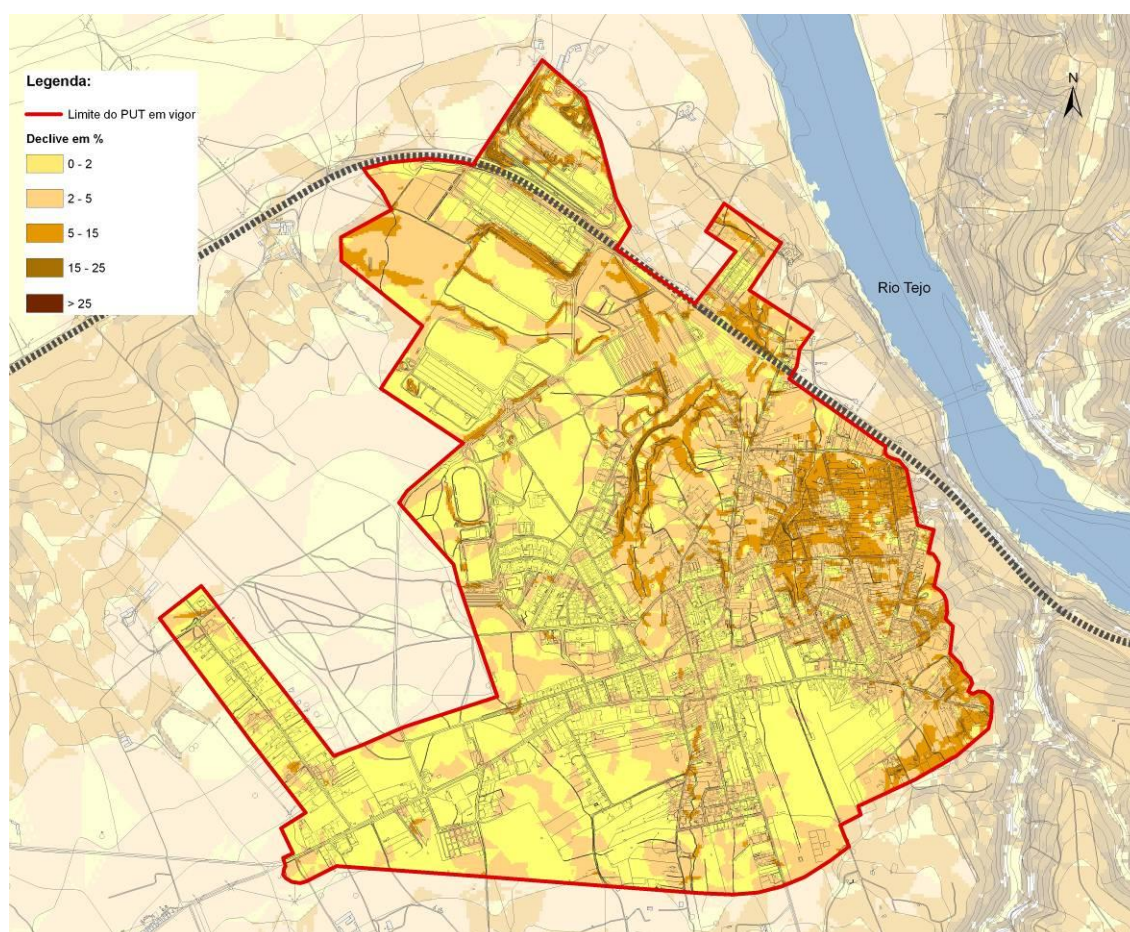 Legenda:
Limite do PUT em vigor
Declive em %
0 - 2
2 - 5
5 - 15
15 - 25
> 25
N
Rio Tejo